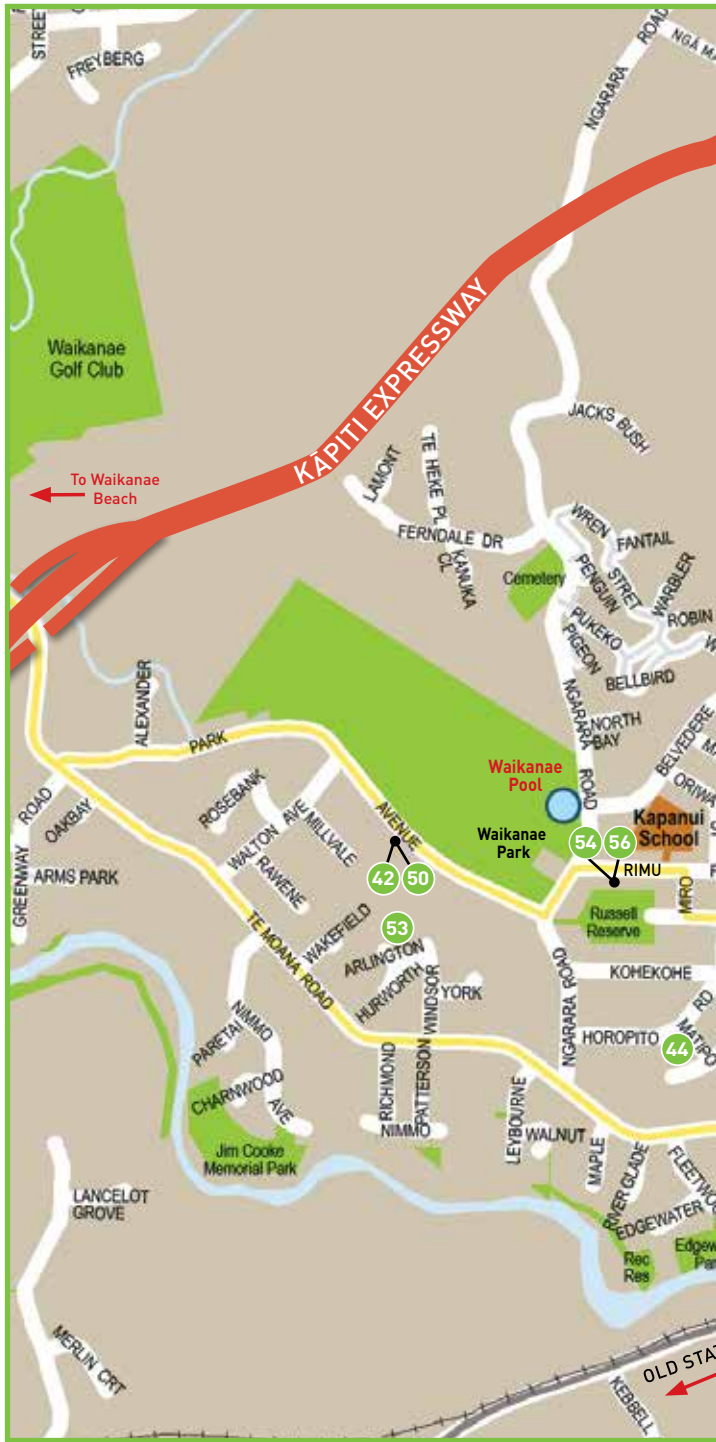 STREET
FREYBERG
ROAD
NGARARA
Waikanae
Golf Club
KĀPITI EXPRESSWAY
To Waikanae
Beach
JACKS BUSH
LAMONT
TE HEKE PL
FERNDALE DR
KANUKA
CL
WREN
FANTAIL
STRET
PENGUIN
WARBLER
Cemetery
PUKEKO
ROBIN
PIGEON
BELLBIRD
ALEXANDER
NGARARA
ROAD
NORTH
BAY
BELVEDERE
PARK
AVENUE
ROSEBANK
Waikanae
Pool
ORIWA
Kapanui
School
Waikanae
Park
54
56
RIMU
MIRO
Russell
Reserve
GREENWAY
ROAD
OAKBAY
ARMS PARK
WALTON AVE
MILLVALE
RAWENE
42
50
53
WAKEFIELD
ARLINGTON
HURWORTH
WINDSOR
YORK
TE MOANA ROAD
KOHEKOHE
RD
NGARARA ROAD
HOROPITO
MATIPO
44
NIMMO
AVE
PARETAI
CHARNWOOD
RICHMOND
PATTERSON
NIMMO
LEYBOURNE
WALNUT
MAPLE
RIVER GLADE
EDGEWATER
Jim Cooke
Memorial Park
LANCELOT
GROVE
Rec
Res
MERLIN CRT
OLD STA
KEBBELL